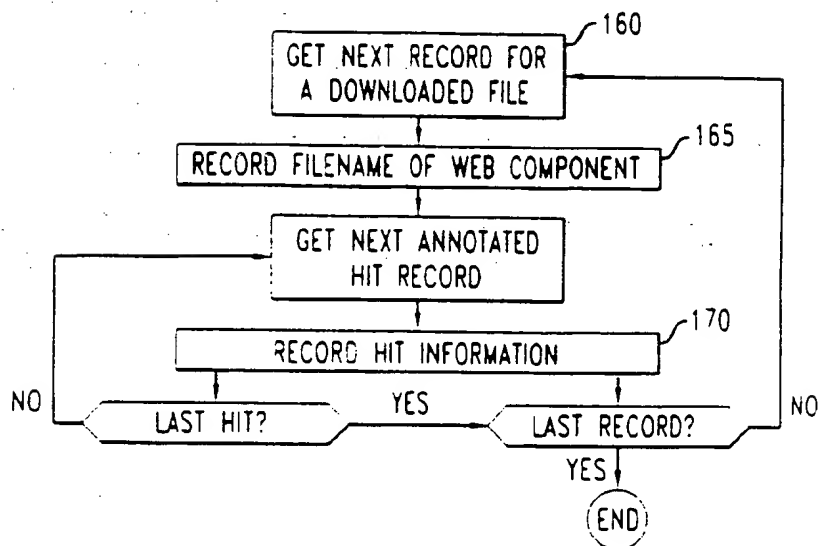 160
GET NEXT RECORD FOR
A DOWNLOADED FILE
165
RECORD FILENAME OF WEB COMPONENT
GET NEXT ANNOTATED
HIT RECORD
170
RECORD HIT INFORMATION
NO
LAST HIT?
YES
LAST RECORD?
NO
YES
END